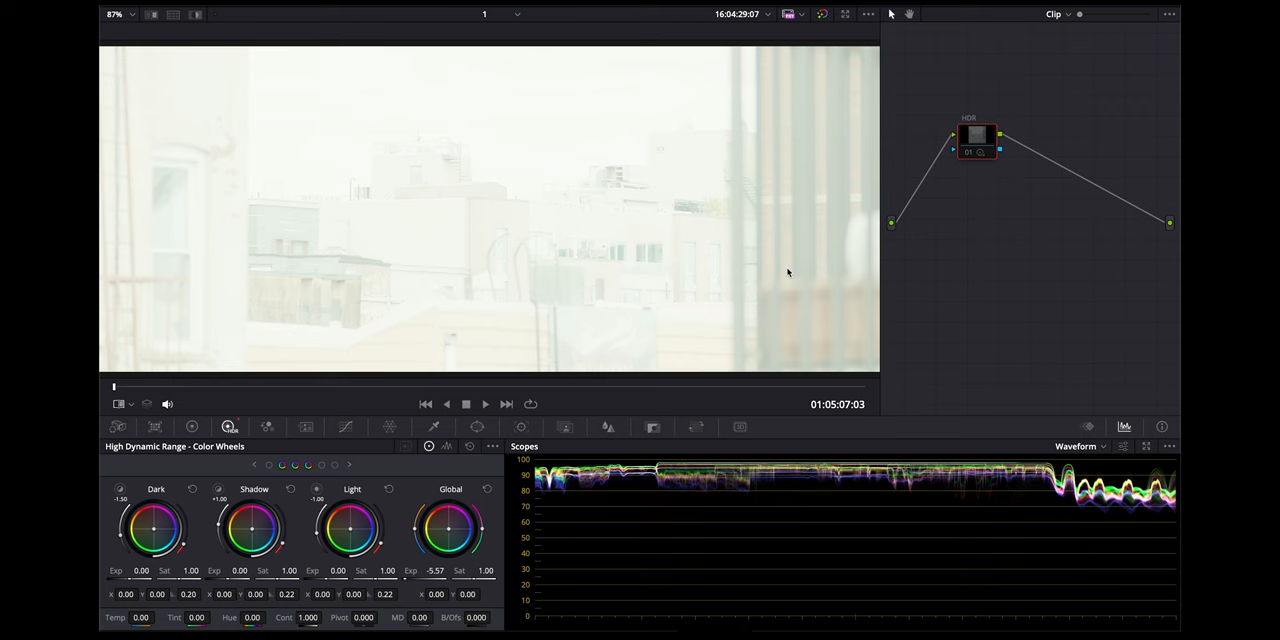 87%
1
16:04:29:07
Clip
HDR
01
01:05:07:03
HDR
High Dynamic Range - Color Wheels
Scopes
Waveform
Dark
Shadow
Light
Global
-1.50
+1.00
-1.00
Exp 0.00 Sat 1.00 Exp 0.00 Sat 1.00 Exp 0.00 Sat 1.00 Exp -5.57 Sat 1.00
X 0.00 Y 0.00 0.20 X 0.00 Y 0.00 0.22 X 0.00 Y 0.00 0.22 X 0.00 Y 0.00
Temp 0.00 Tint 0.00 Hue 0.00 Cont 1.000 Pivot 0.000 MD 0.00 B/Ofs 0.000
100
90
80
70
60
50
40
30
20
10
0
3D